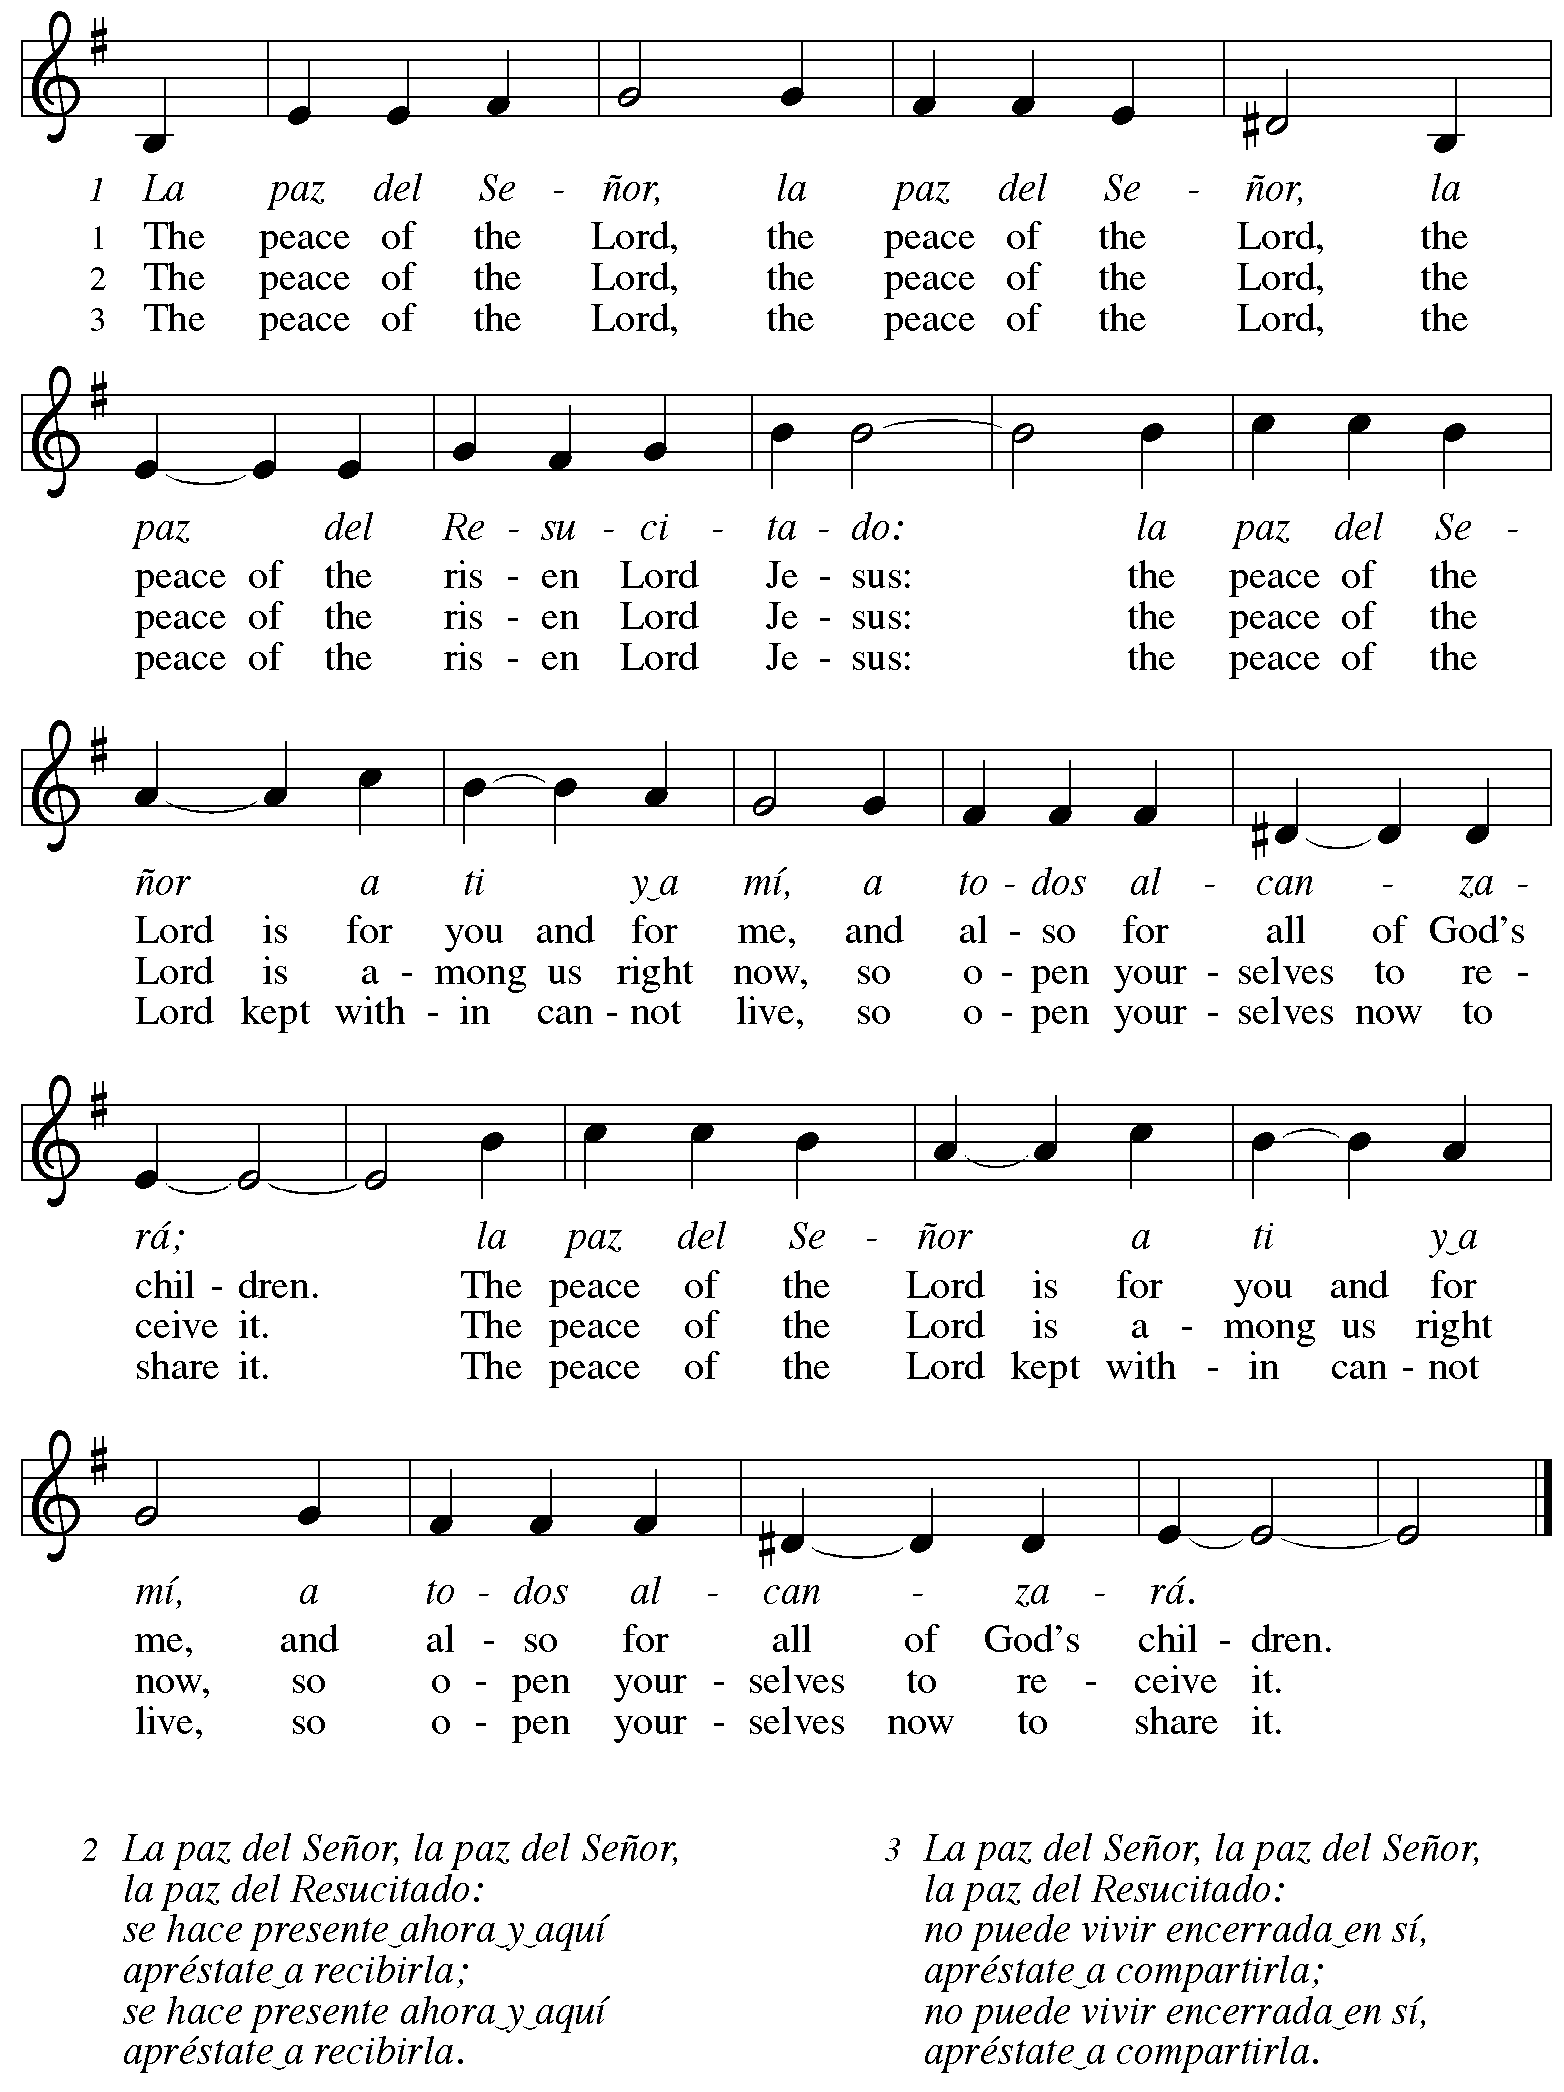 1 La paz del Se - ñor, la paz del Se - ñor, la
1 The peace of the Lord, the peace of the Lord, the
2 The peace of the Lord, the peace of the Lord, the
3 The peace of the Lord, the peace of the Lord, the
paz del Re - su - ci - ta - do: la paz del Se -
peace of the ris - en Lord Je - sus: the peace of the
peace of the ris - en Lord Je - sus: the peace of the
peace of the ris - en Lord Je - sus: the peace of the
ñor a ti y‿a mí, a to - dos al - can - za -
Lord is for you and for me, and al - so for all of God's
Lord is a - mong us right now, so o - pen your - selves to re -
Lord kept with - in can - not live, so o - pen your - selves now to
rá; la paz del Se - ñor a ti y‿a
chil - dren. The peace of the Lord is for you and for
ceive it. The peace of the Lord is a - mong us right
share it. The peace of the Lord kept with - in can - not
mí, a to - dos al - can - za - rá.
me, and al - so for all of God's chil - dren.
now, so o - pen your - selves to re - ceive it.
live, so o - pen your - selves now to share it.
2 La paz del Señor, la paz del Señor,
la paz del Resucitado:
se hace presente‿ahora‿y‿aquí
apréstate‿a recibirla;
se hace presente ahora‿y‿aquí
apréstate‿a recibirla.
3 La paz del Señor, la paz del Señor,
la paz del Resucitado:
no puede vivir encerrada‿en sí,
apréstate‿a compartirla;
no puede vivir encerrada‿en sí,
apréstate‿a compartirla.